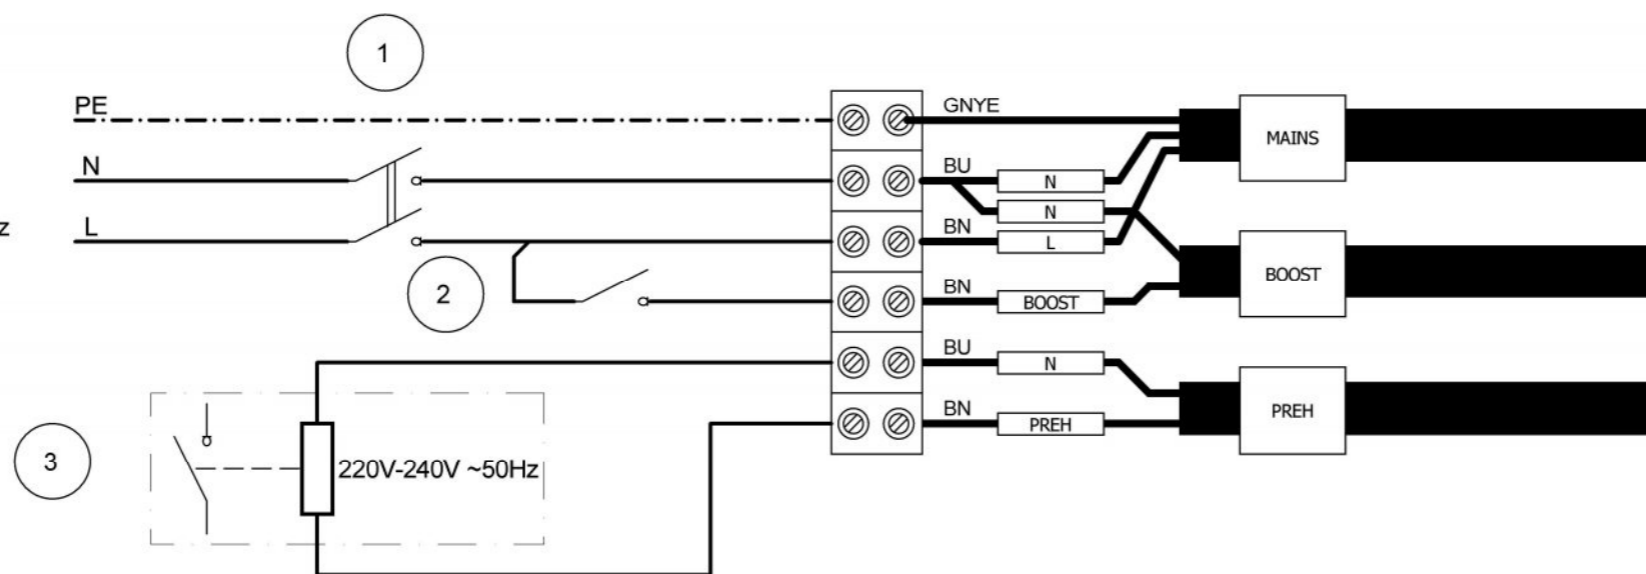 1
PE
GNYE
MAINS
N
BU
N
N
z
L
BN
L
2
BN
BOOST
BOOST
BU
N
3
220V-240V ~50Hz
BN
PREH
PREH